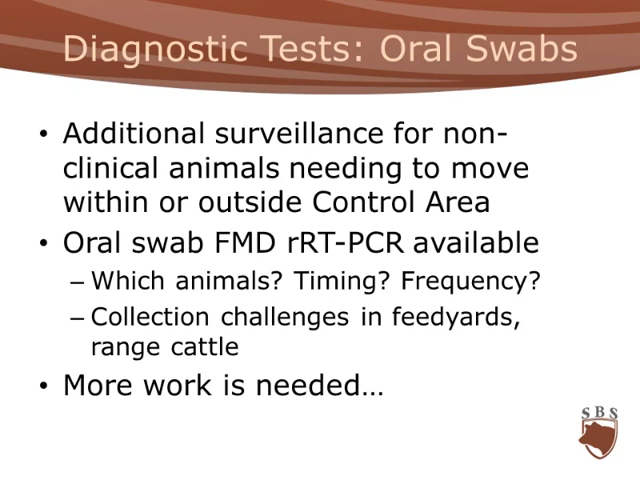 Diagnostic Tests: Oral Swabs
• Additional surveillance for non-
clinical animals needing to move
within or outside Control Area
• Oral swab FMD rRT-PCR available
– Which animals? Timing? Frequency?
– Collection challenges in feedyards,
range cattle
• More work is needed…
SBS